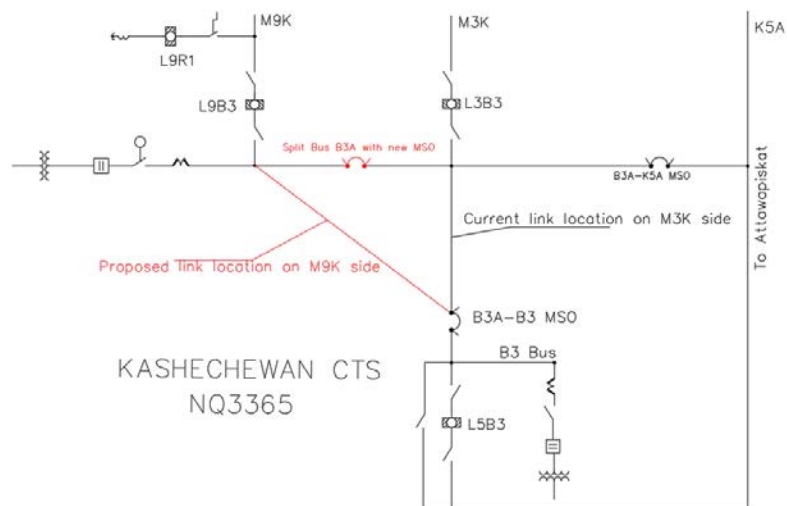 M9K
M3K
K5A
L9R1
L9B3
L3B3
Split Bus B3A with new MSO
B3A-K5A MSO
Current link location on M3K side
To Attawapiskat
Proposed link location on M9K side
B3A-B3 MSO
B3 Bus
KASHECHEWAN CTS
NQ3365
L5B3